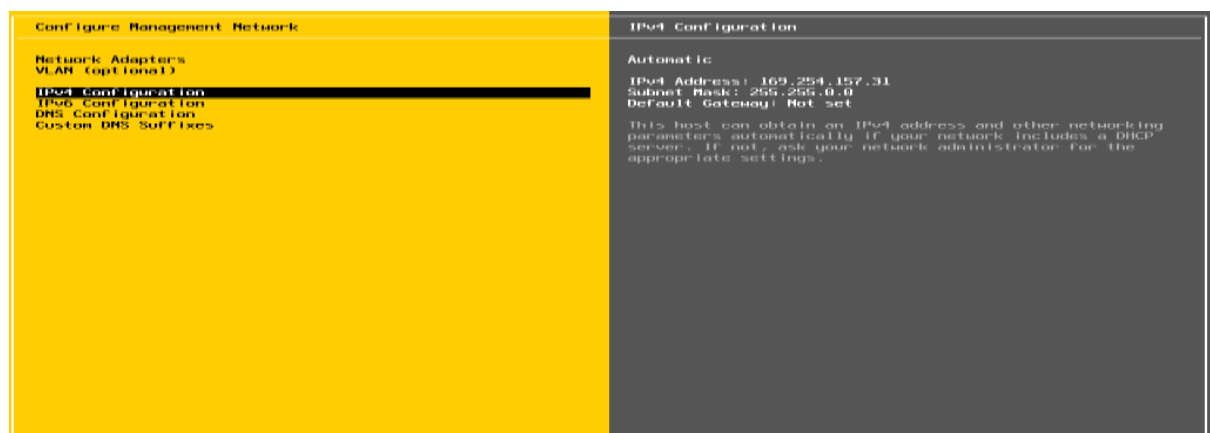 Configure Management Network
Network Adapters
VLAN (optional)
IPv4 Configuration
IPv6 Configuration
DNS Configuration
Custom DNS Suffixes
IPv4 Configuration
Automatic
IPv4 Address: 169.254.157.31
Subnet Mask: 255.255.0.0
Default Gateway: Not set
This host can obtain an IPv4 address and other networking
parameters automatically if your network includes a DHCP
server. If not, ask your network administrator for the
appropriate settings.